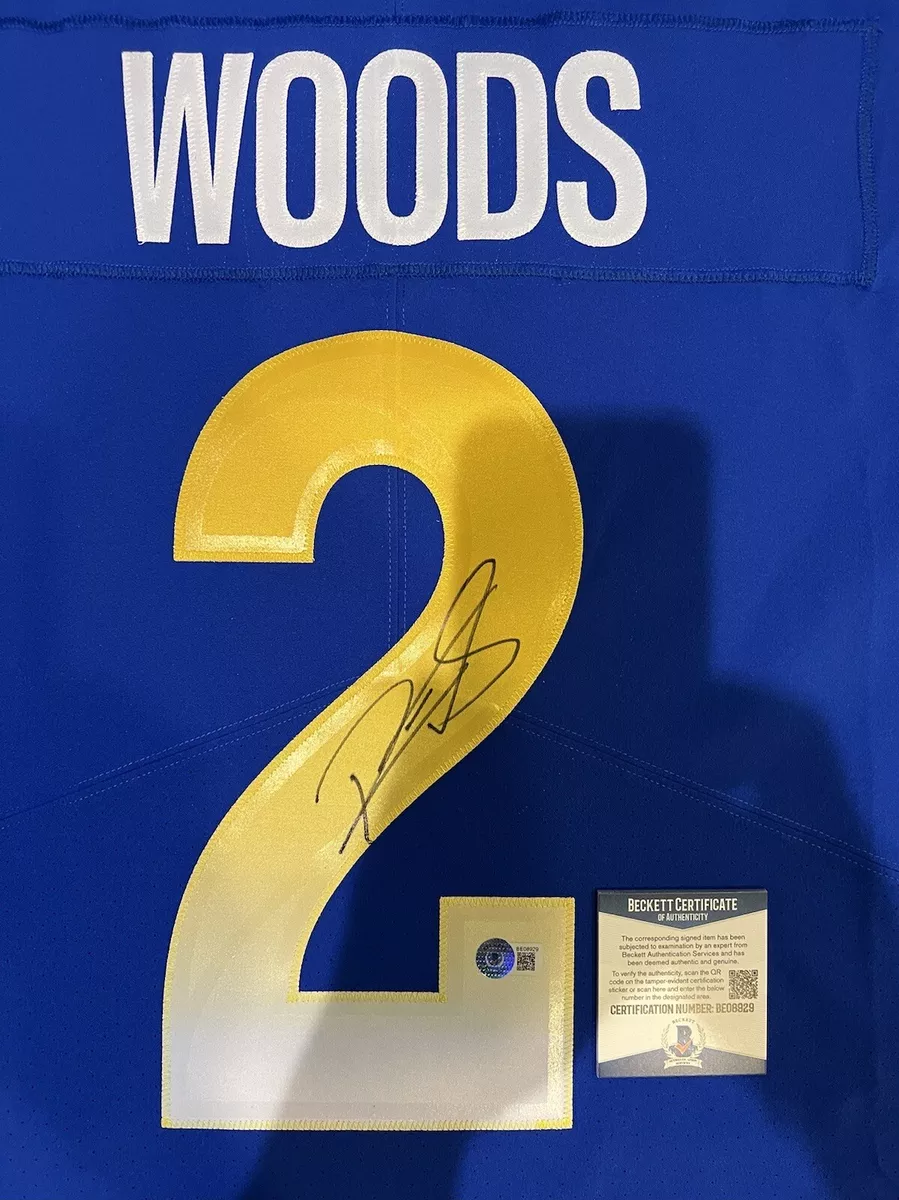 WOODS
2
BE08929
BECKETT CERTIFICATE
OF AUTHENTICITY
The corresponding signed item has been
subjected to examination by an expert from
Beckett Authentication Services and has
been deemed authentic and genuine.
To verify the authenticity, scan the QR
code on the tamper-evident certification
sticker or scan here and enter the below
number in the designated area.
CERTIFICATION NUMBER: BE08929
BECKETT
B